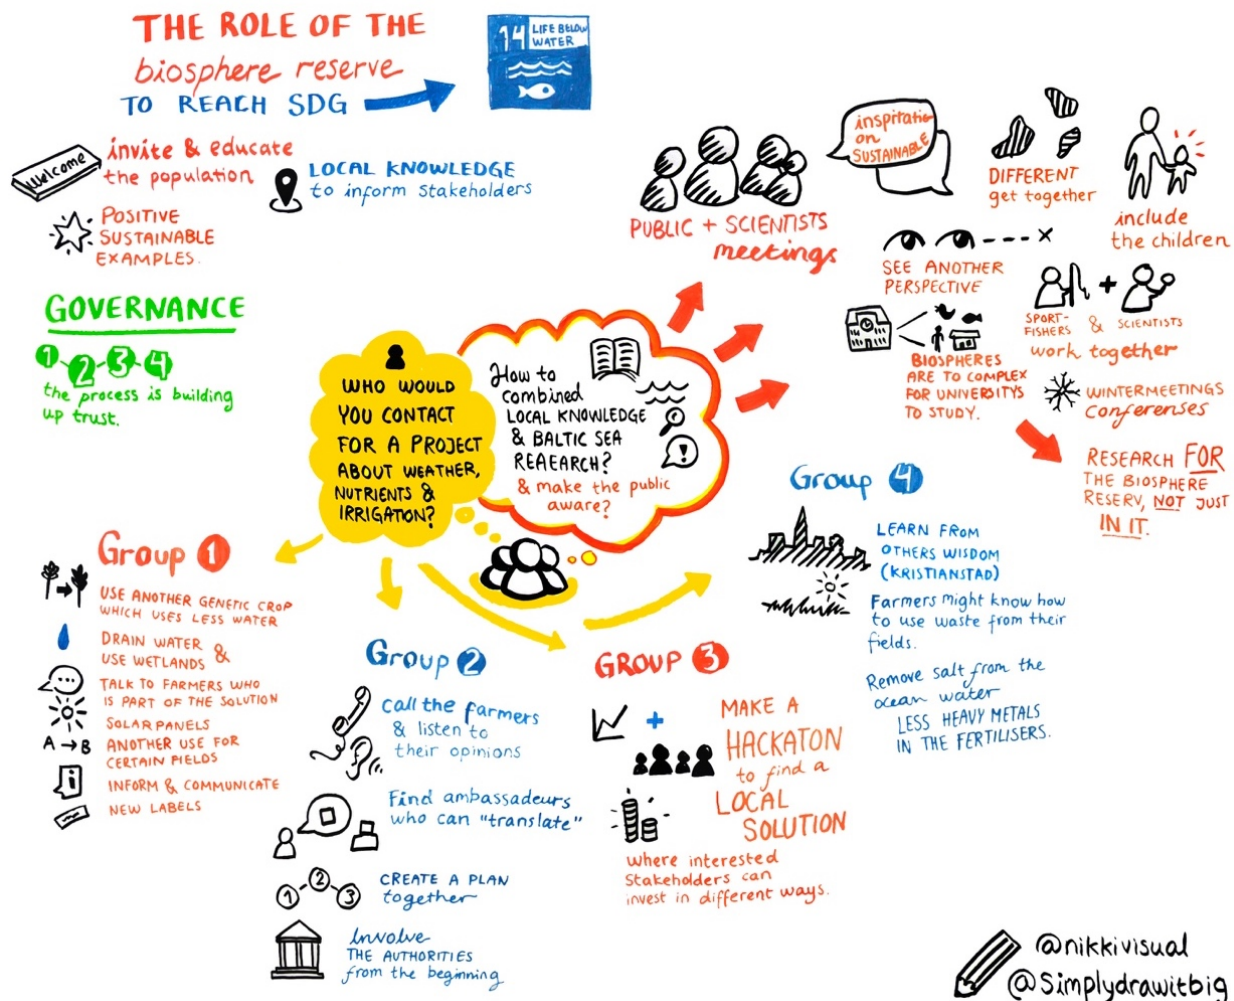 THE ROLE OF THE
biosphere reserve
TO REACH SDG
14 LIFE BELOW
WATER
Welcome
invite & educate
the population
LOCAL KNOWLEDGE
to inform stakeholders
POSITIVE
SUSTAINABLE
EXAMPLES.
GOVERNANCE
1 2 3 4
the process is building
up trust.
WHO WOULD
YOU CONTACT
FOR A PROJECT
ABOUT WEATHER,
NUTRIENTS &
IRRIGATION?
How to
combined
LOCAL KNOWLEDGE
& BALTIC SEA
REAEARCH?
& make the public
aware?
!
PUBLIC + SCIENTISTS
meetings
inspiration
on
SUSTAINABLE
DIFFERENT
get together
include
the children
x
SEE ANOTHER
PERSPECTIVE
+
SPORT-
FISHERS & SCIENTISTS
work together
BIOSPHERES
ARE TO COMPLEX
FOR UNIVERSITYS
TO STUDY.
WINTERMEETINGS
Conferenses
RESEARCH FOR
THE BIOSPHERE
RESERV, NOT JUST
IN IT.
Group 1
USE ANOTHER GENETIC CROP
WHICH USES LESS WATER
DRAIN WATER &
USE WETLANDS
TALK TO FARMERS WHO
IS PART OF THE SOLUTION
SOLARPANELS
A → B ANOTHER USE FOR
CERTAIN FIELDS
i INFORM & COMMUNICATE
NEW LABELS
Group 2
Call the farmers
& listen to
their opinions
Find ambassadeurs
who can "translate"
1 2 3
CREATE A PLAN
together
Involve
THE AUTHORITIES
from the beginning
GROUP 3
+
MAKE A
HACKATON
to find a
LOCAL
SOLUTION
where interested
Stakeholders can
invest in different ways.
Group 4
LEARN FROM
OTHERS WISDOM
(KRISTIANSTAD)
Farmers might know how
to use waste from their
fields.
Remove salt from the
ocean water
LESS HEAVY METALS
IN THE FERTILISERS.
@nikkivisual
@Simplydrawitbig